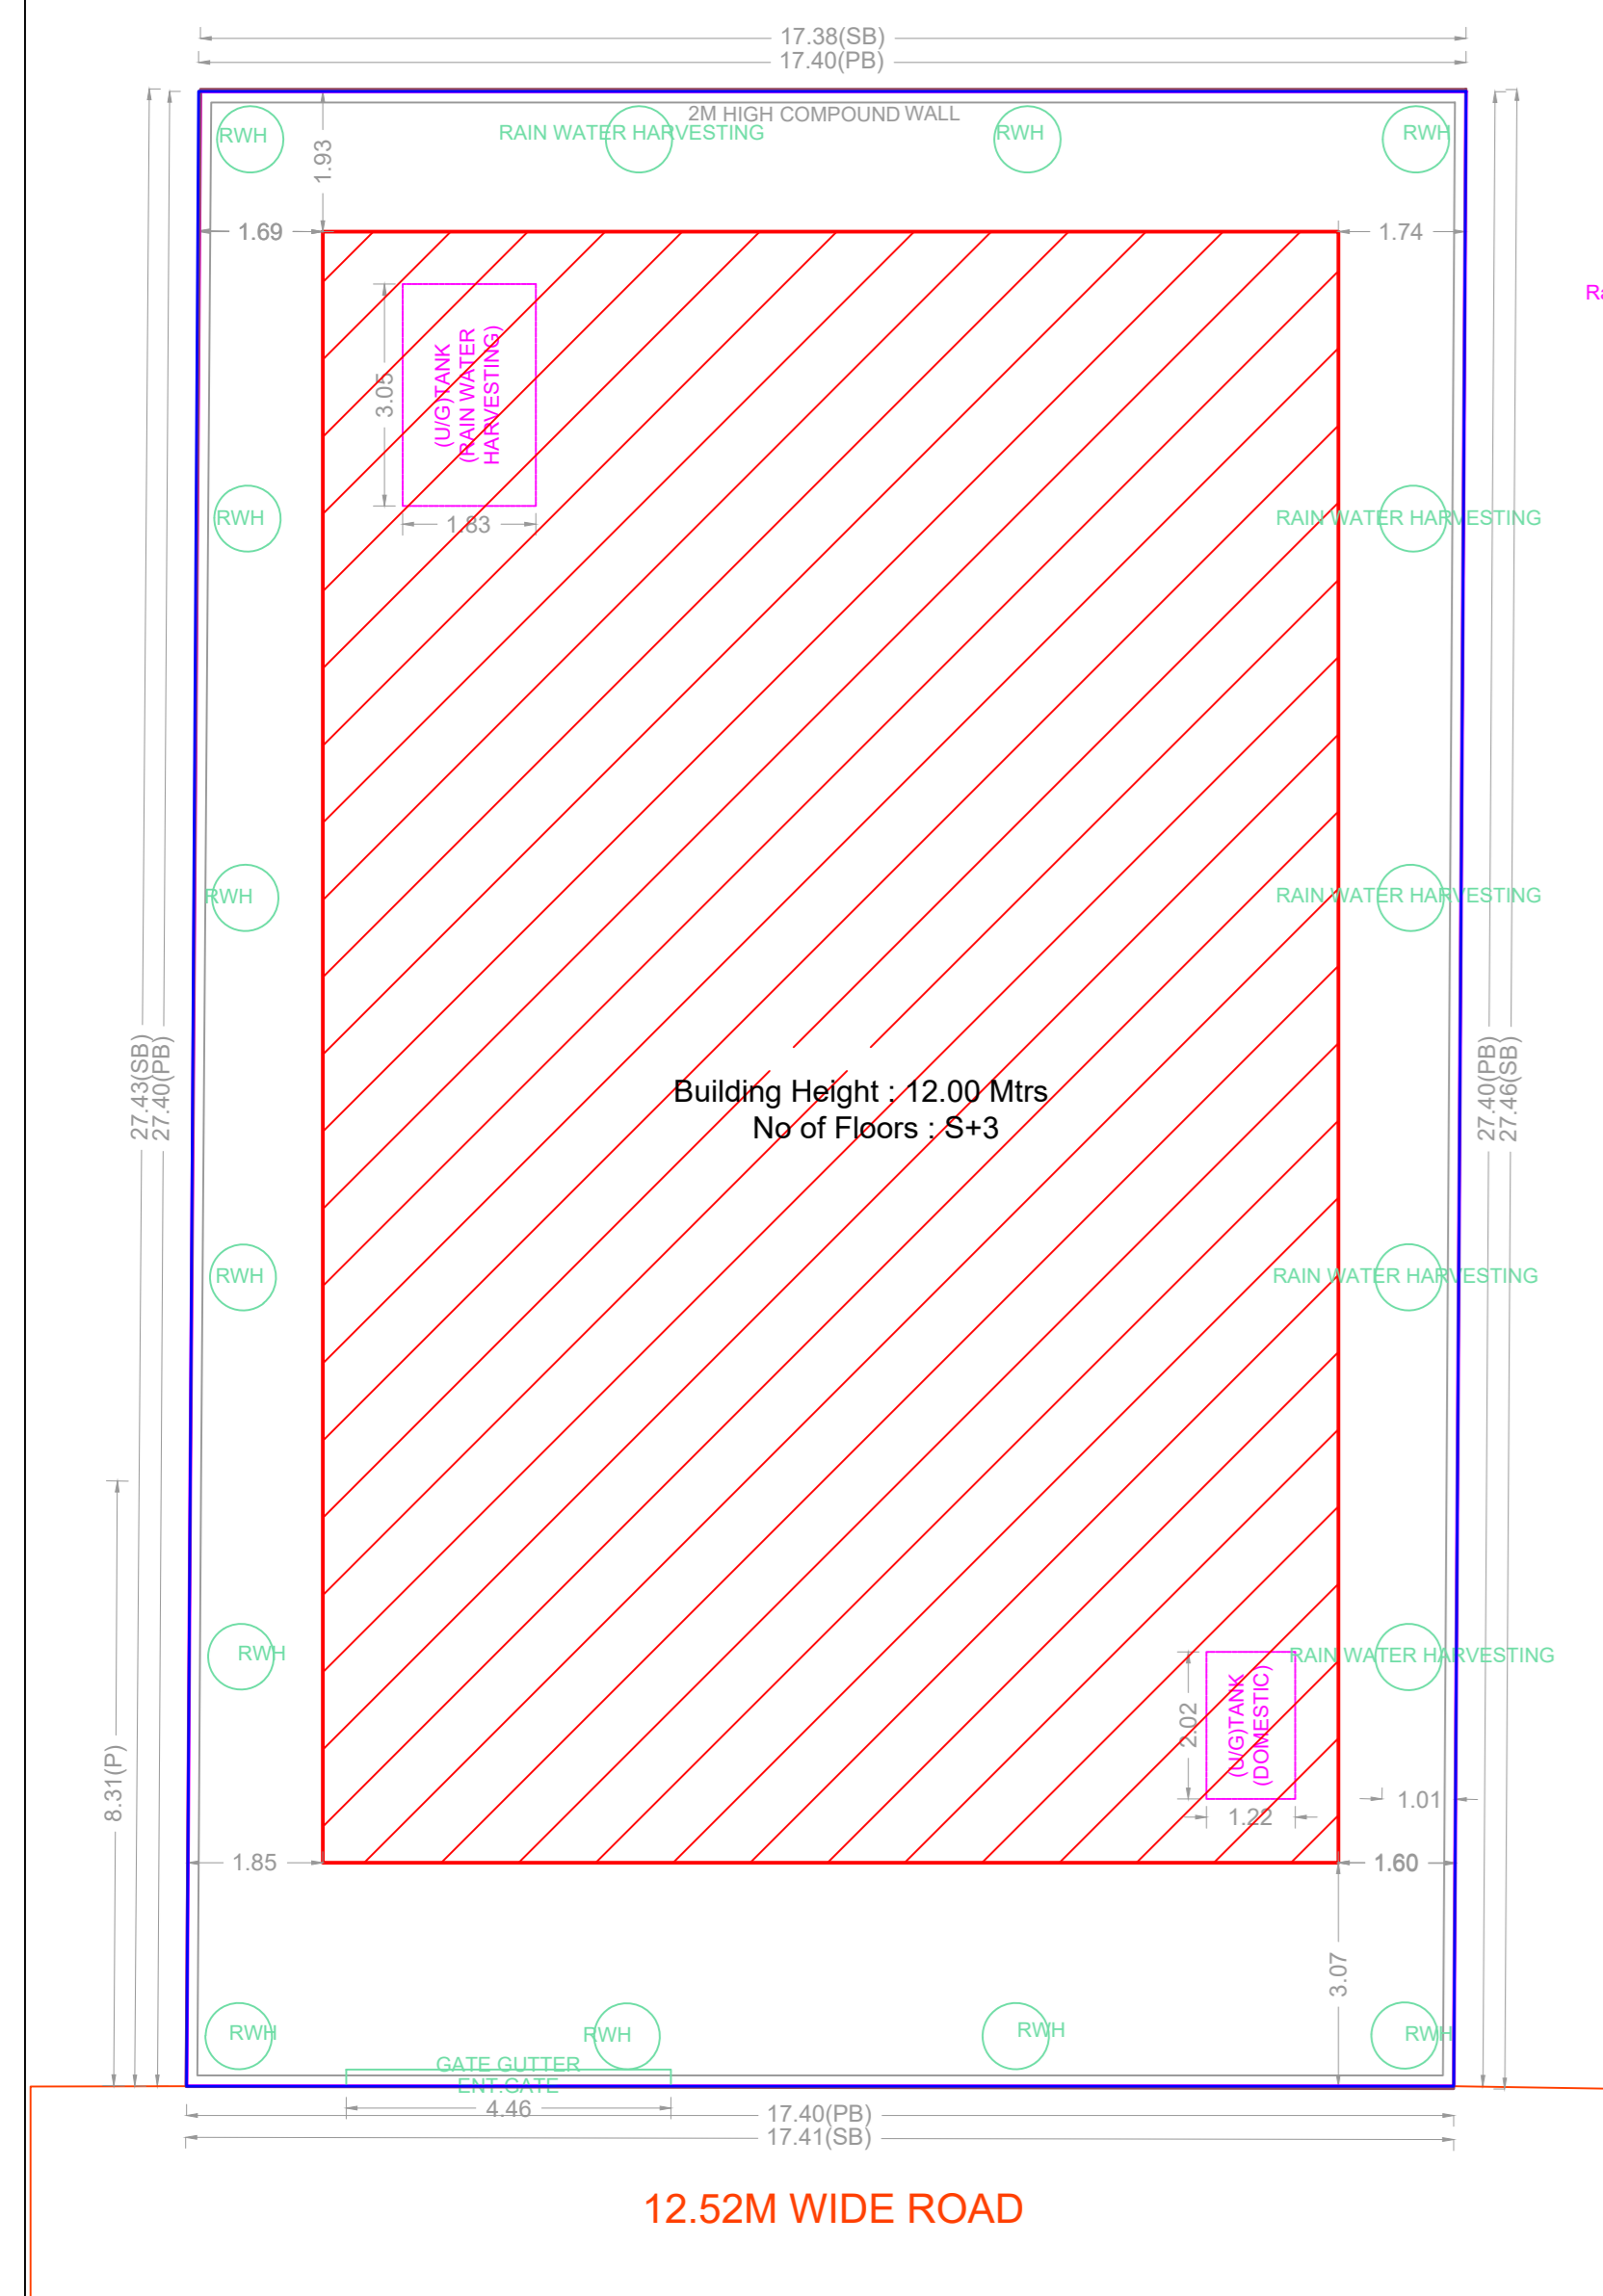 17.38(SB)
17.40(PB)
2M HIGH COMPOUND WALL
RWH
RAIN WATER HARVESTING
RWH
RWH
1.93
1.69
1.74
Ra
3.05
(U/G)TANK
(RAIN WATER
HARVESTING)
1.83
RWH
RAIN WATER HARVESTING
RWH
RAIN WATER HARVESTING
27.43(SB)
27.40(PB)
Building Height : 12.00 Mtrs
No of Floors : S+3
27.40(PB)
27.46(SB)
RWH
RAIN WATER HARVESTING
RWH
RAIN WATER HARVESTING
8.31(P)
2.02
(U/G)TANK
(DOMESTIC)
1.22
1.01
1.85
1.60
3.07
RWH
RWH
RWH
RWH
GATE GUTTER
ENT.GATE
4.46
17.40(PB)
17.41(SB)
12.52M WIDE ROAD